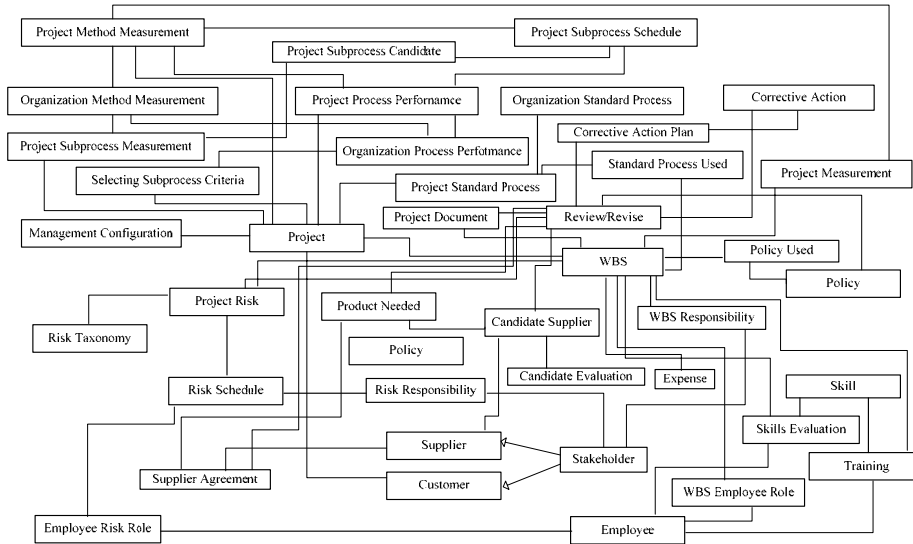 Project Method Measurement
Project Subprocess Schedule
Project Subprocess Candidate
Organization Method Measurement
Project Process Perfornance
Organization Standard Process
Corrective Action
Corrective Action Plan
Project Subprocess Measurement
Organization Process Perfotmance
Standard Process Used
Selecting Subprocess Criteria
Project Standard Process
Project Measurement
Project Document
Review/Revise
Management Configuration
Project
WBS
Policy Used
Policy
Project Risk
Product Needed
Candidate Supplier
WBS Responsibility
Risk Taxonomy
Policy
Candidate Evaluation
Expense
Risk Schedule
Risk Responsibility
Skill
Supplier
Skills Evaluation
Stakeholder
Training
Supplier Agreement
Customer
WBS Employee Role
Employee Risk Role
Employee